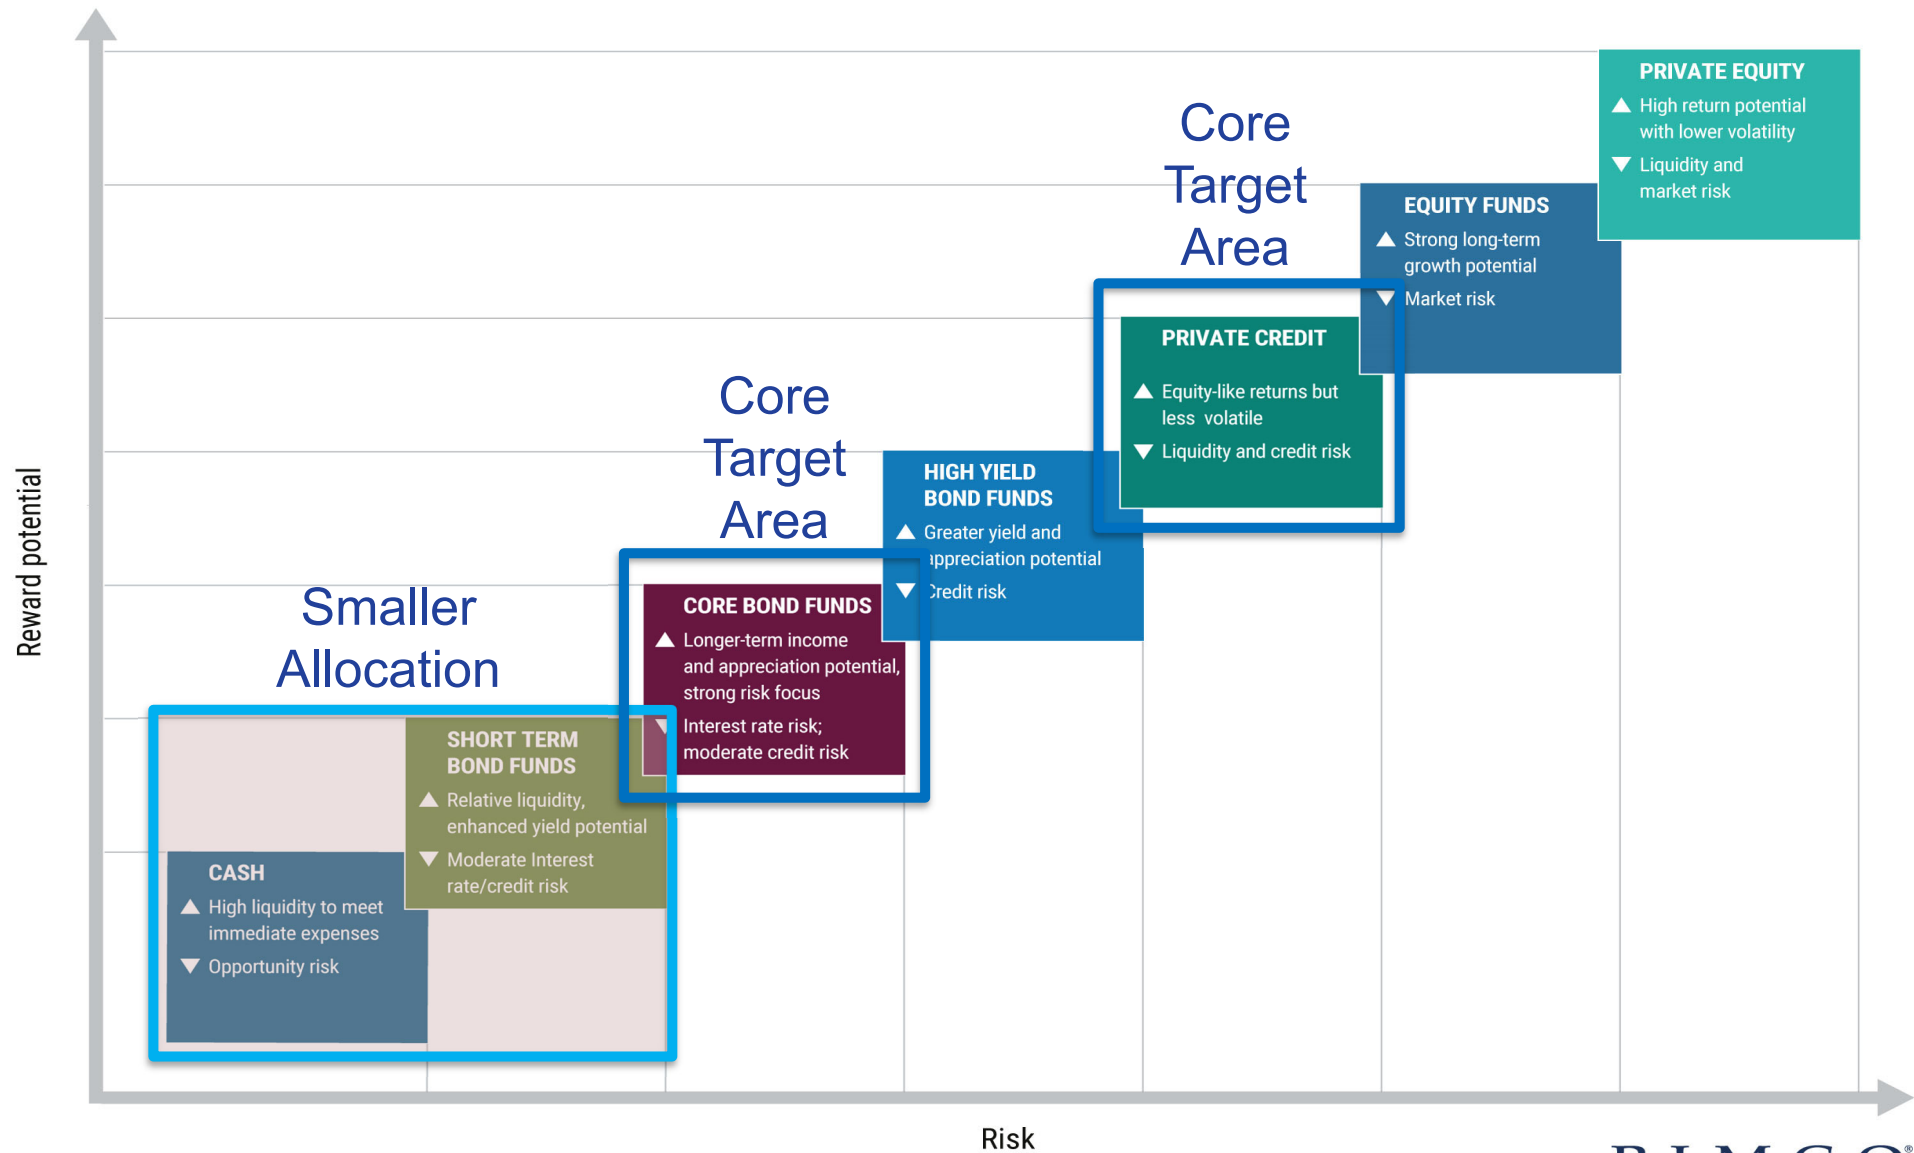 PRIVATE EQUITY
▲ High return potential
with lower volatility
▼ Liquidity and
market risk
Core
Target
Area
EQUITY FUNDS
▲ Strong long-term
growth potential
▼ Market risk
PRIVATE CREDIT
▲ Equity-like returns but
less volatile
▼ Liquidity and credit risk
Core
Target
Area
HIGH YIELD
BOND FUNDS
▲ Greater yield and
appreciation potential
▼ Credit risk
CORE BOND FUNDS
▲ Longer-term income
and appreciation potential,
strong risk focus
▼ Interest rate risk;
moderate credit risk
Smaller
Allocation
SHORT TERM
BOND FUNDS
▲ Relative liquidity,
enhanced yield potential
▼ Moderate Interest
rate/credit risk
CASH
▲ High liquidity to meet
immediate expenses
▼ Opportunity risk
Reward potential
Risk
PIMCO®